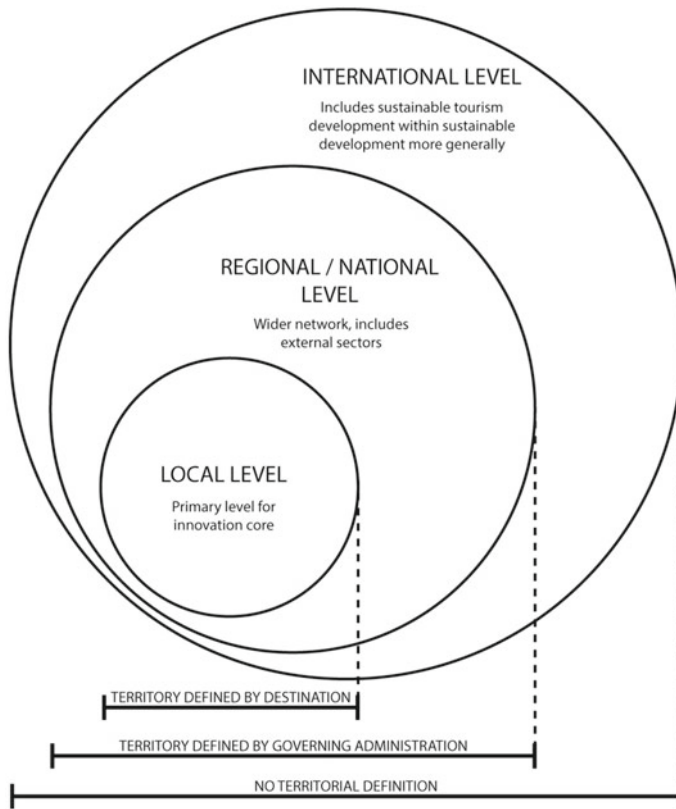 INTERNATIONAL LEVEL
Includes sustainable tourism
development within sustainable
development more generally
REGIONAL / NATIONAL
LEVEL
Wider network, includes
external sectors
LOCAL LEVEL
Primary level for
innovation core
TERRITORY DEFINED BY DESTINATION
TERRITORY DEFINED BY GOVERNING ADMINISTRATION
NO TERRITORIAL DEFINITION